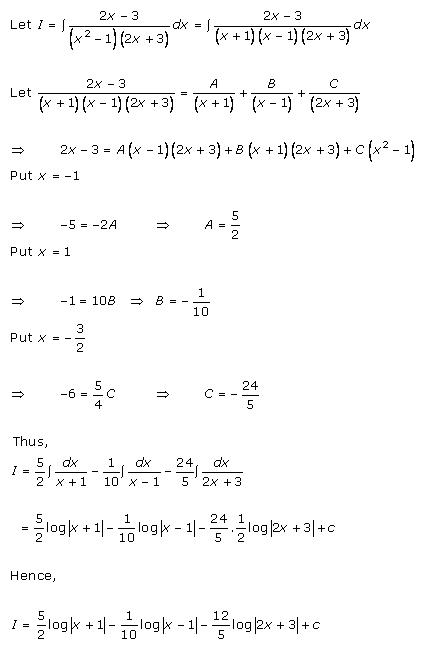 Let I = ∫ (2x − 3)/((x² − 1)(2x + 3)) dx = ∫ (2x − 3)/((x + 1)(x − 1)(2x + 3)) dx
Let (2x − 3)/((x + 1)(x − 1)(2x + 3)) = A/(x + 1) + B/(x − 1) + C/(2x + 3)
⇒ 2x − 3 = A(x − 1)(2x + 3) + B(x + 1)(2x + 3) + C(x² − 1)
Put x = −1
⇒ −5 = −2A ⇒ A = 5/2
Put x = 1
⇒ −1 = 10B ⇒ B = −1/10
Put x = −3/2
⇒ −6 = 5/4 C ⇒ C = −24/5
Thus,
I = 5/2 ∫ dx/(x + 1) − 1/10 ∫ dx/(x − 1) − 24/5 ∫ dx/(2x + 3)
= 5/2 log|x + 1| − 1/10 log|x − 1| − 24/5 . 1/2 log|2x + 3| + c
Hence,
I = 5/2 log|x + 1| − 1/10 log|x − 1| − 12/5 log|2x + 3| + c